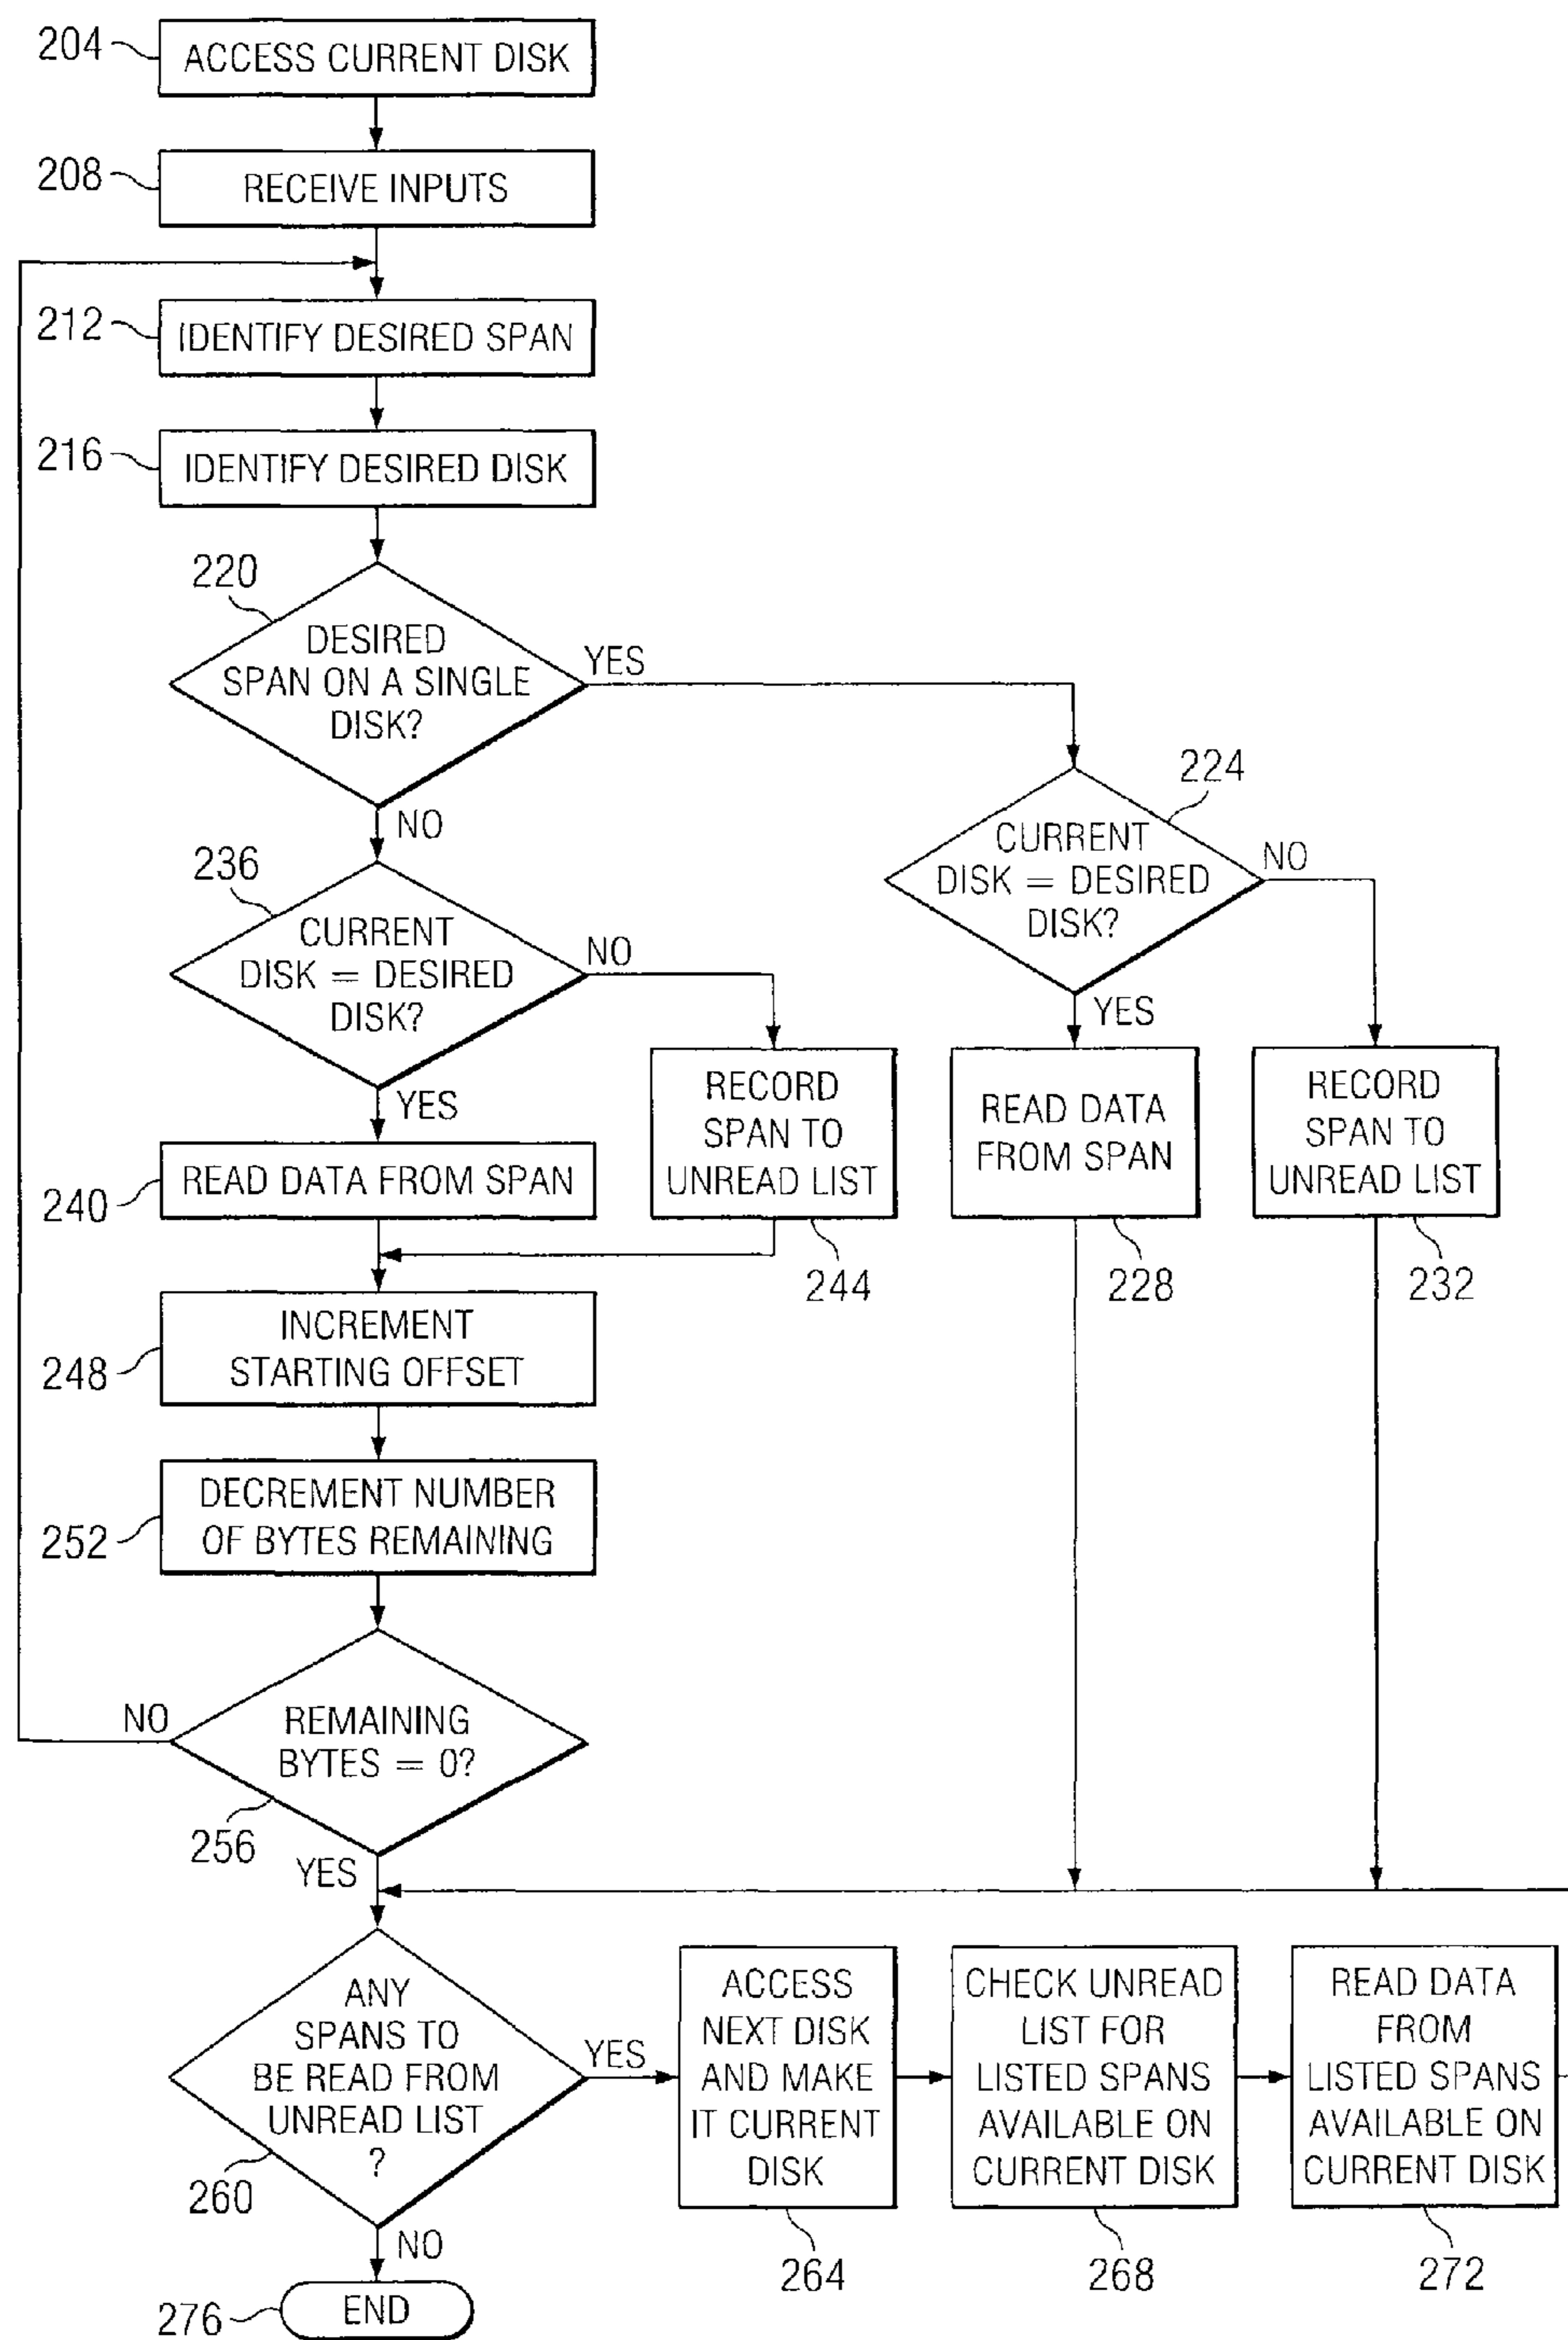 204
ACCESS CURRENT DISK
208
RECEIVE INPUTS
212
IDENTIFY DESIRED SPAN
216
IDENTIFY DESIRED DISK
220
DESIRED
SPAN ON A SINGLE
DISK?
YES
NO
224
CURRENT
DISK = DESIRED
DISK?
NO
YES
236
CURRENT
DISK = DESIRED
DISK?
NO
YES
RECORD
SPAN TO
UNREAD LIST
244
READ DATA
FROM SPAN
228
RECORD
SPAN TO
UNREAD LIST
232
240
READ DATA FROM SPAN
248
INCREMENT
STARTING OFFSET
252
DECREMENT NUMBER
OF BYTES REMAINING
NO
REMAINING
BYTES = 0?
256
YES
ANY
SPANS TO
BE READ FROM
UNREAD LIST
?
260
YES
NO
ACCESS
NEXT DISK
AND MAKE
IT CURRENT
DISK
264
CHECK UNREAD
LIST FOR
LISTED SPANS
AVAILABLE ON
CURRENT DISK
268
READ DATA
FROM
LISTED SPANS
AVAILABLE ON
CURRENT DISK
272
276
END